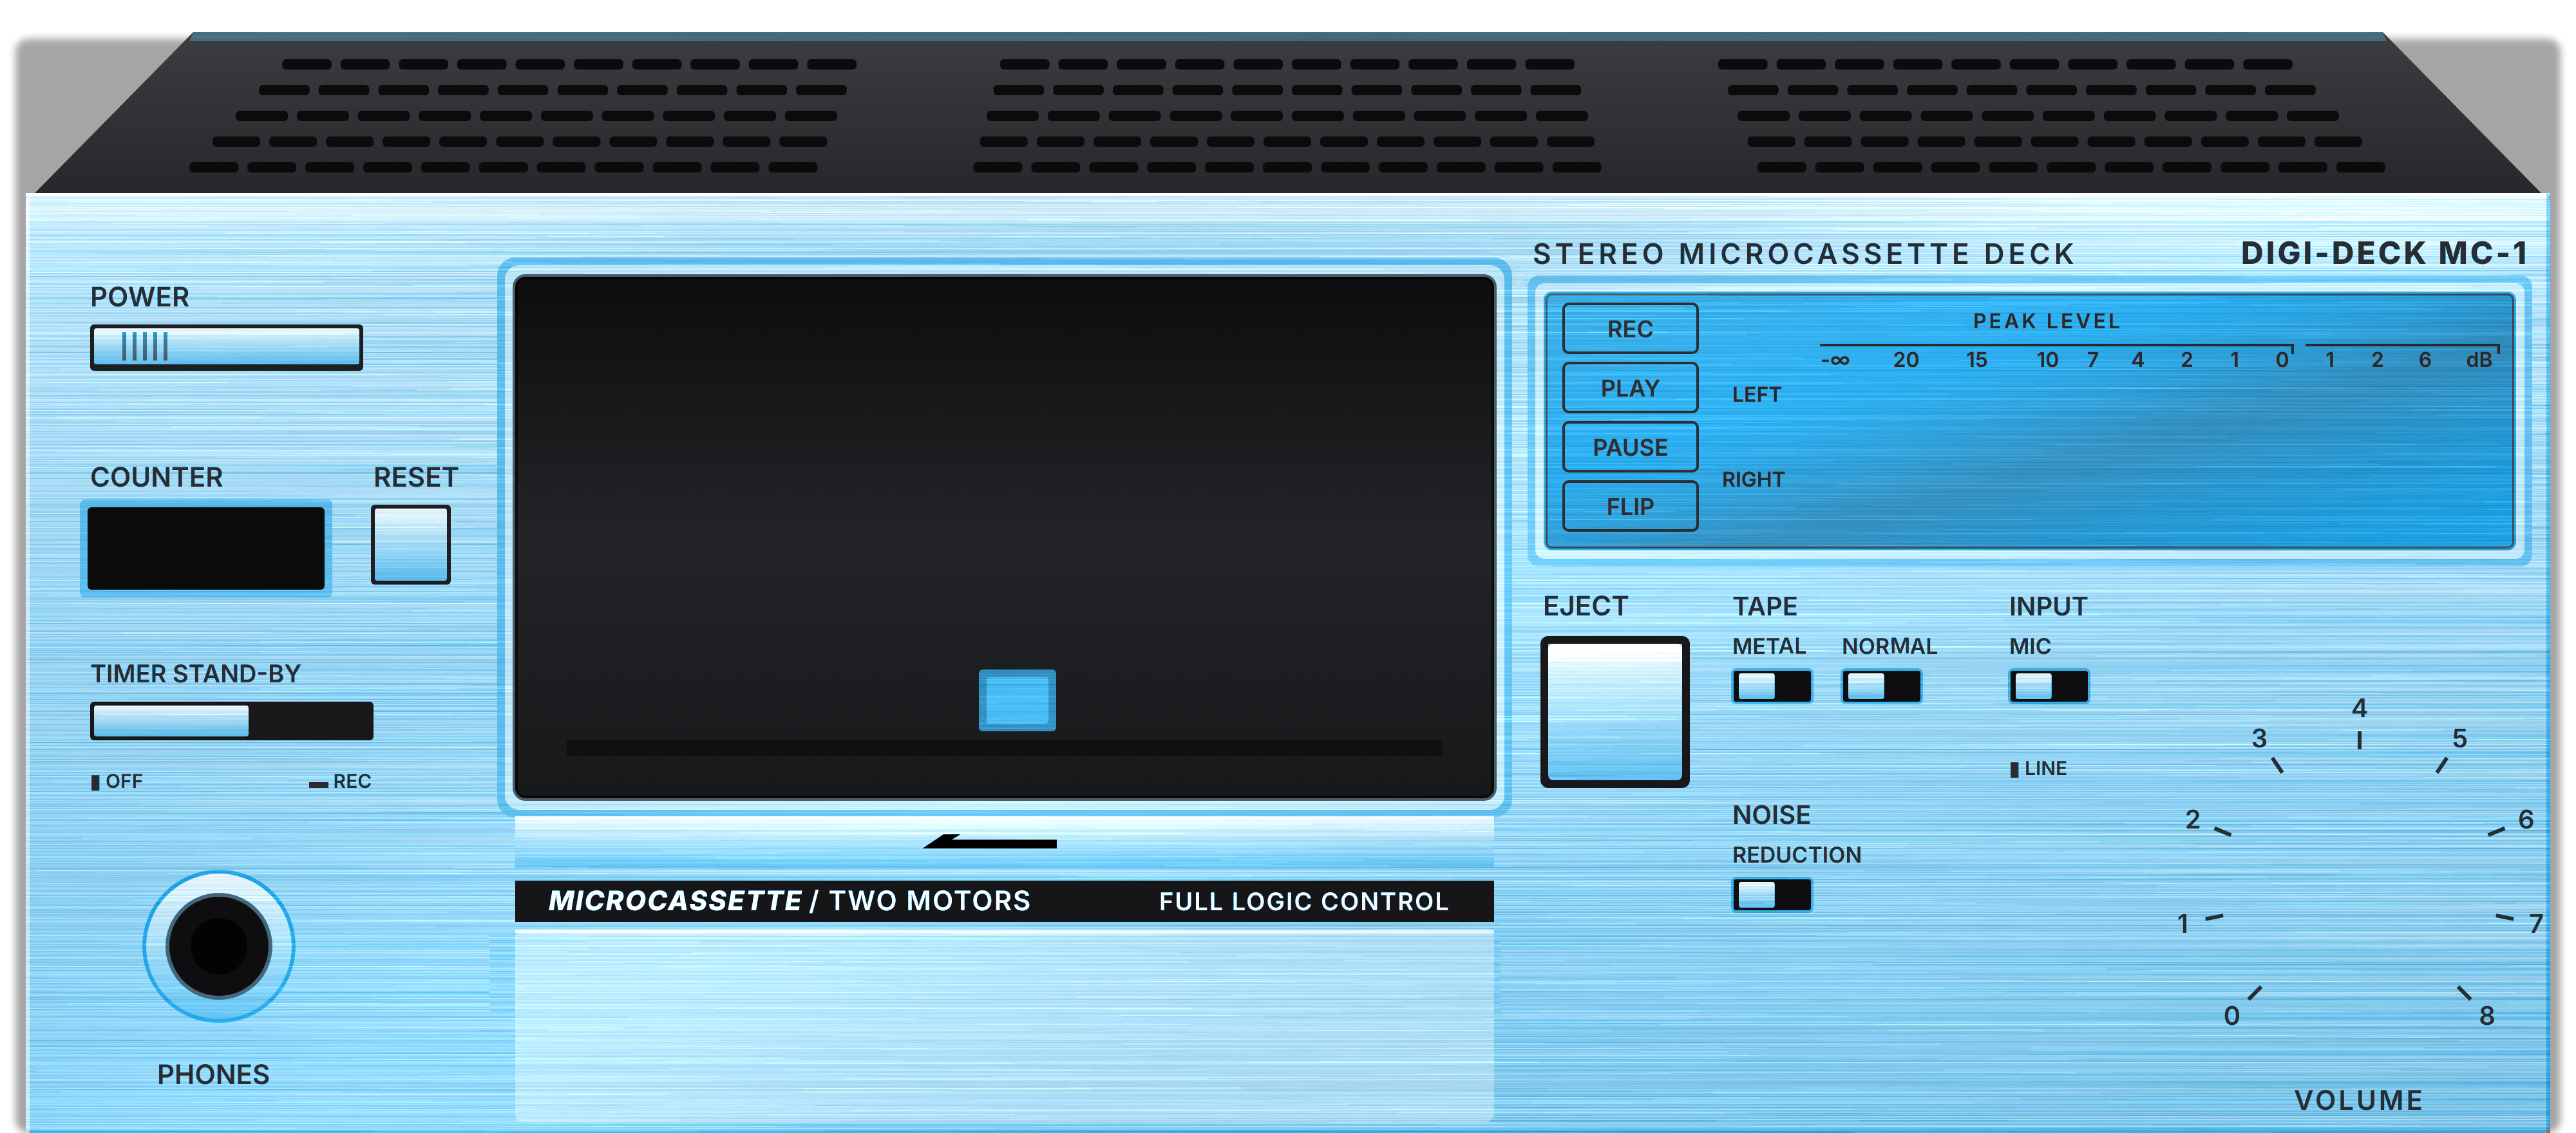 STEREO MICROCASSETTE DECK
DIGI-DECK MC-1
POWER
COUNTER
RESET
TIMER STAND-BY
OFF
REC
PHONES
MICROCASSETTE / TWO MOTORS
FULL LOGIC CONTROL
REC
PLAY
PAUSE
FLIP
PEAK LEVEL
-∞ 20 15 10 7 4 2 1 0 1 2 6 dB
LEFT
RIGHT
EJECT
TAPE
METAL
NORMAL
INPUT
MIC
LINE
NOISE
REDUCTION
0
1
2
3
4
5
6
7
8
VOLUME